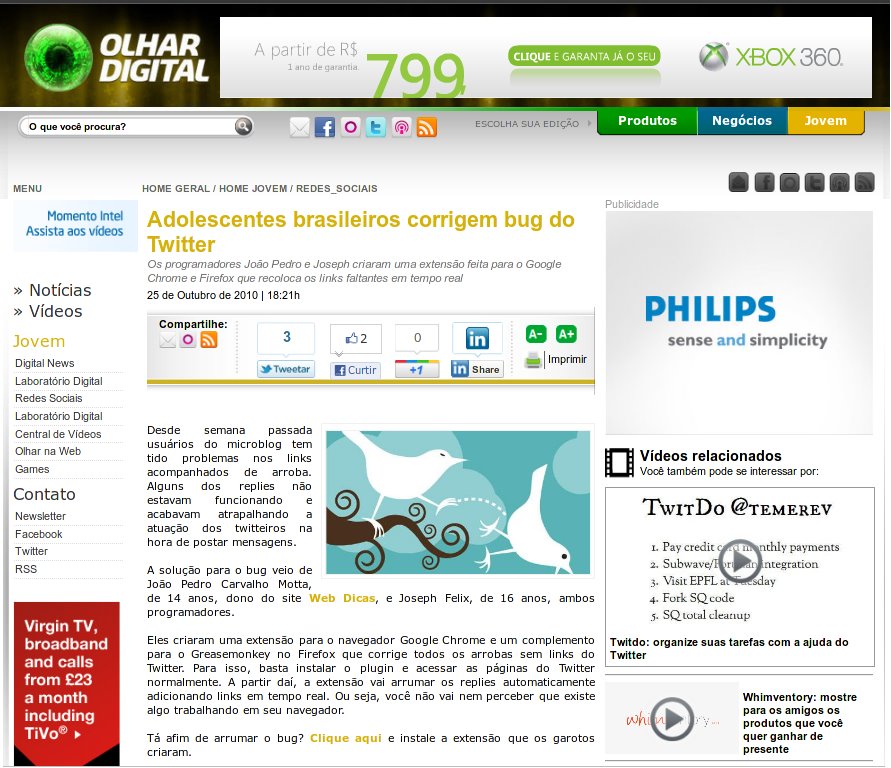 OLHAR
DIGITAL
A partir de R$
1 ano de garantia.
799
CLIQUE E GARANTA JÁ O SEU
XBOX 360
O que você procura?
ESCOLHA SUA EDIÇÃO
Produtos
Negócios
Jovem
MENU
HOME GERAL / HOME JOVEM / REDES_SOCIAIS
Momento Intel
Assista aos vídeos
» Notícias
» Vídeos
Jovem
Digital News
Laboratório Digital
Redes Sociais
Laboratório Digital
Central de Vídeos
Olhar na Web
Games
Contato
Newsletter
Facebook
Twitter
RSS
Virgin TV,
broadband
and calls
from £23
a month
including
TiVo®
Adolescentes brasileiros corrigem bug do
Twitter
Os programadores João Pedro e Joseph criaram uma extensão feita para o Google
Chrome e Firefox que recoloca os links faltantes em tempo real
25 de Outubro de 2010 | 18:21h
Compartilhe:
3
Tweetar
2
Curtir
0
+1
in
in Share
A-
A+
Imprimir
Desde semana passada
usuários do microblog tem
tido problemas nos links
acompanhados de arroba.
Alguns dos replies não
estavam funcionando e
acabavam atrapalhando a
atuação dos twitteiros na
hora de postar mensagens.
A solução para o bug veio de
João Pedro Carvalho Motta,
de 14 anos, dono do site Web Dicas, e Joseph Felix, de 16 anos, ambos
programadores.
Eles criaram uma extensão para o navegador Google Chrome e um complemento
para o Greasemonkey no Firefox que corrige todos os arrobas sem links do
Twitter. Para isso, basta instalar o plugin e acessar as páginas do Twitter
normalmente. A partir daí, a extensão vai arrumar os replies automaticamente
adicionando links em tempo real. Ou seja, você não vai nem perceber que existe
algo trabalhando em seu navegador.
Tá afim de arrumar o bug? Clique aqui e instale a extensão que os garotos
criaram.
Publicidade
PHILIPS
sense and simplicity
Vídeos relacionados
Você também pode se interessar por:
TwitDo @temerev
1. Pay credit card monthly payments
2. Subwave/ integration
3. Visit EPFL at Tuesday
4. Fork SQ code
5. SQ total cleanup
Twitdo: organize suas tarefas com a ajuda do
Twitter
Whimventory: mostre
para os amigos os
produtos que você
quer ganhar de
presente